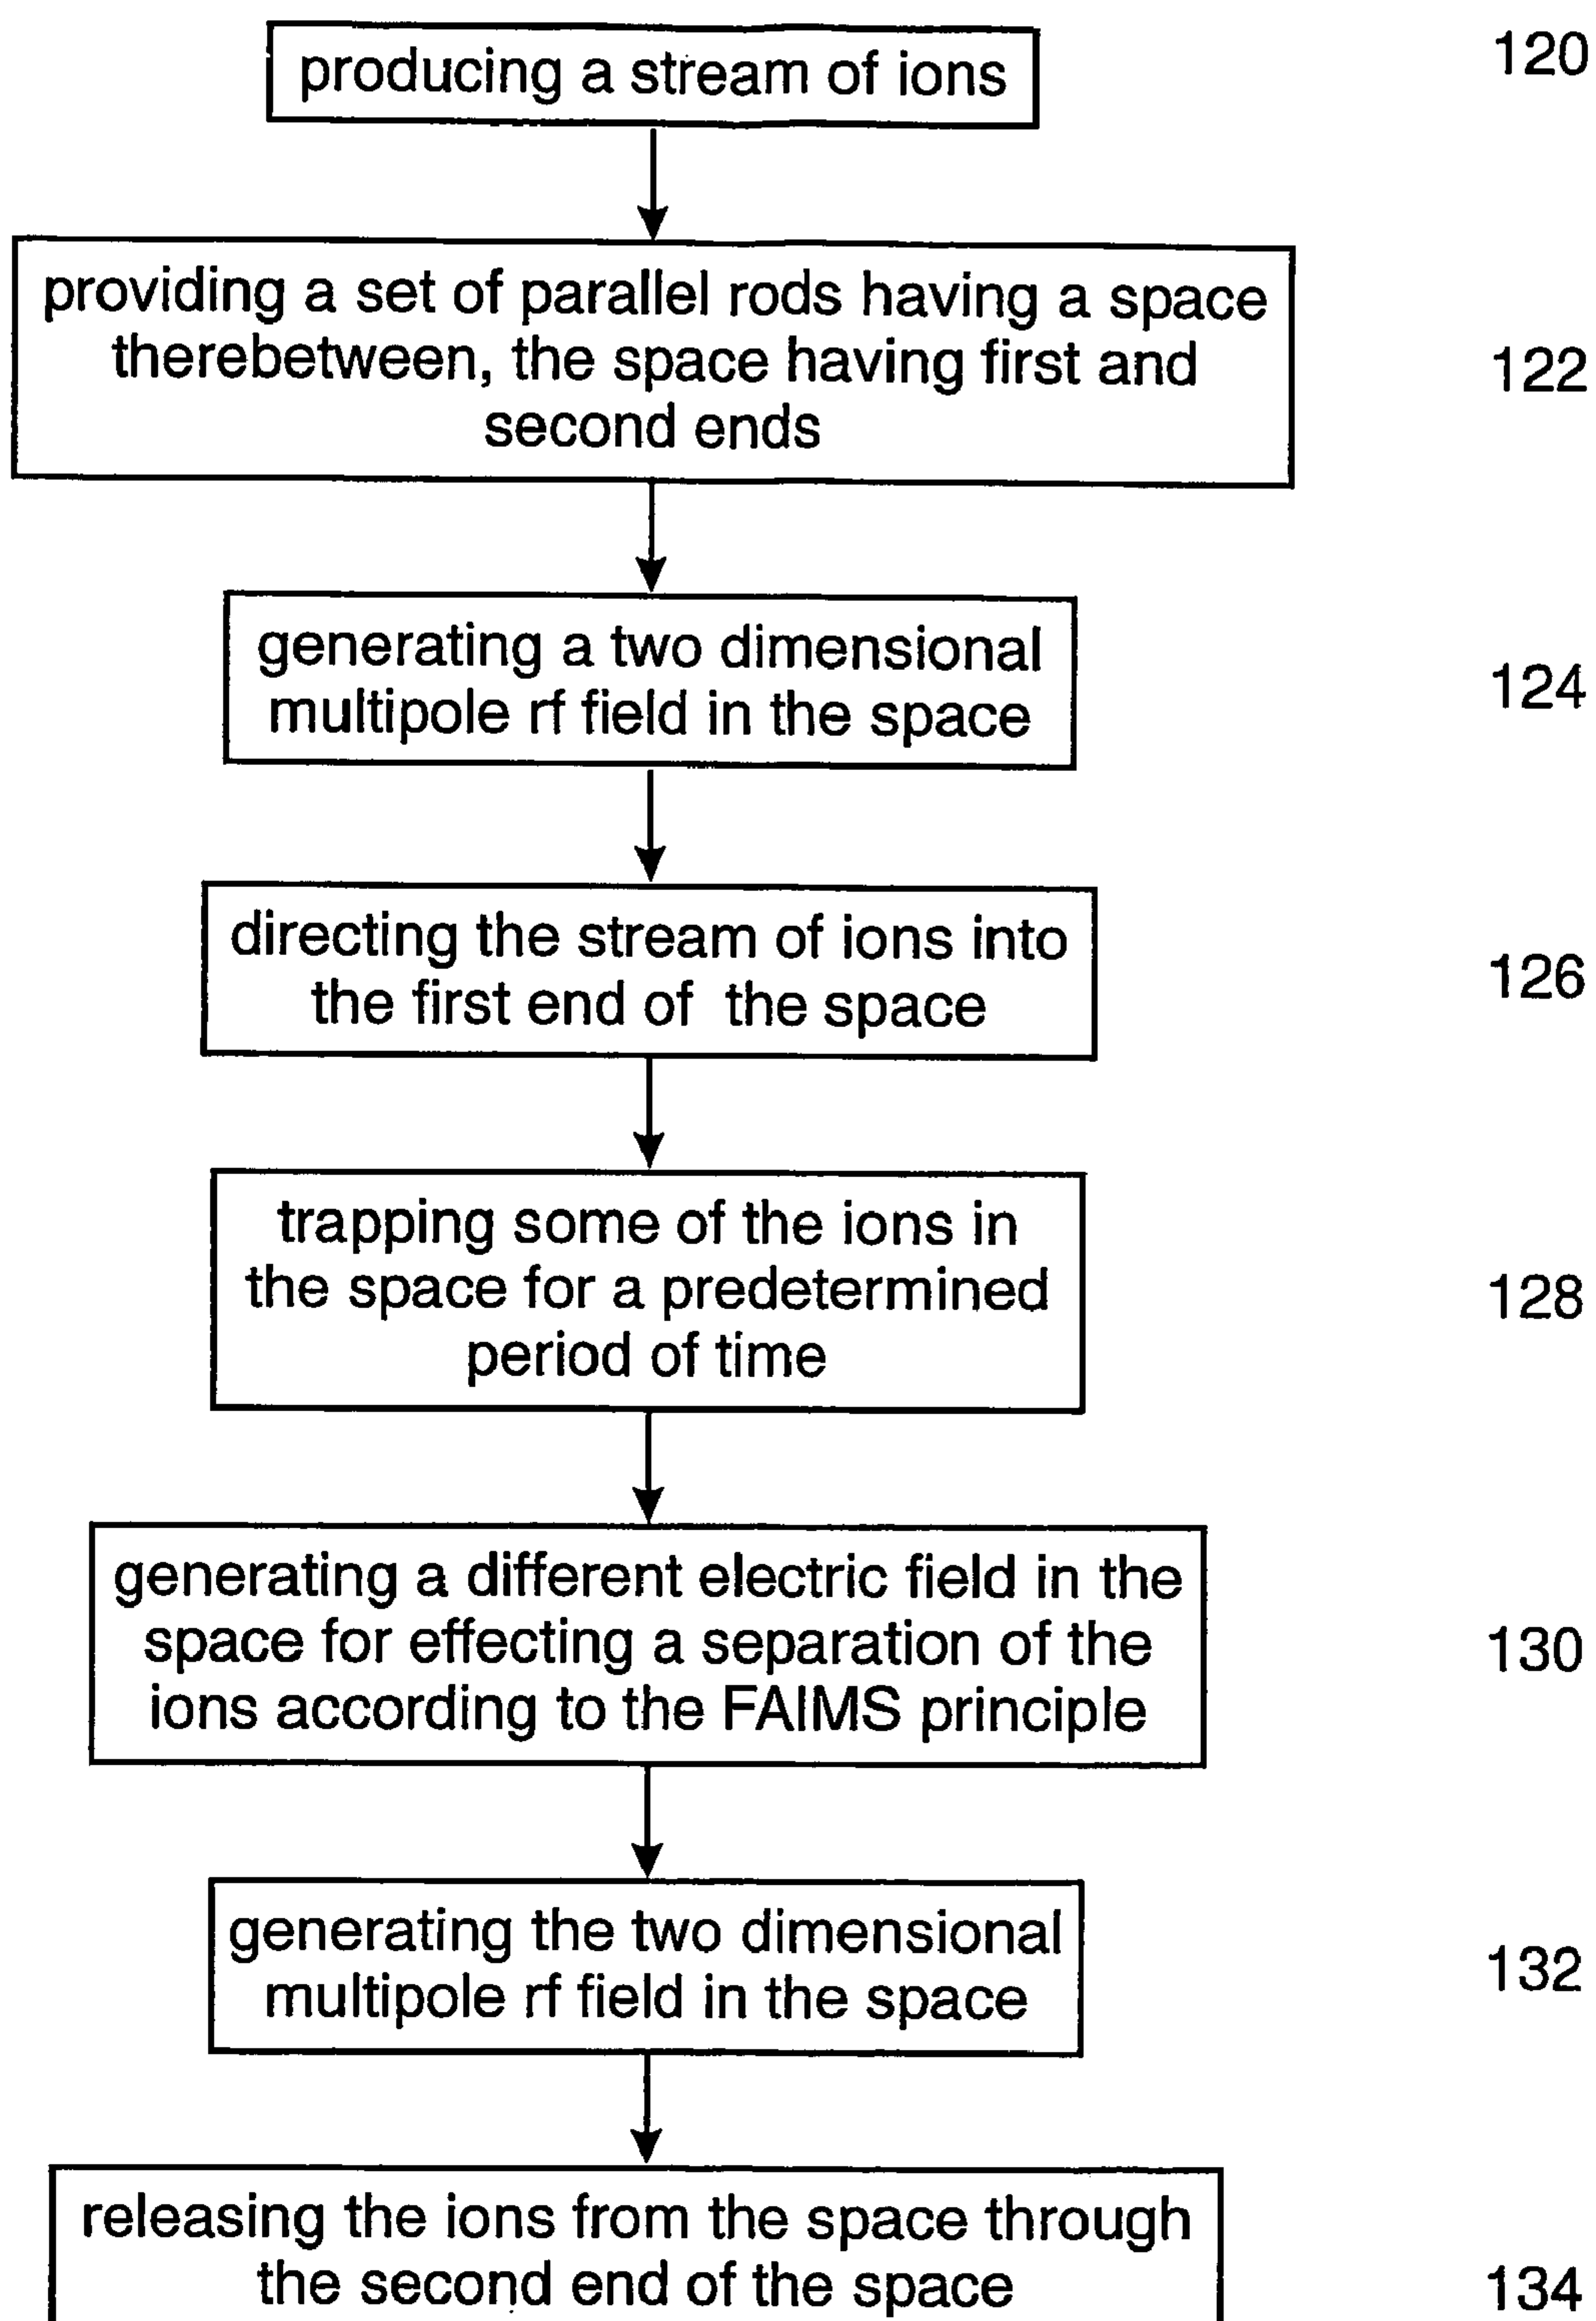 producing a stream of ions
120
providing a set of parallel rods having a space
therebetween, the space having first and
second ends
122
generating a two dimensional
multipole rf field in the space
124
directing the stream of ions into
the first end of the space
126
trapping some of the ions in
the space for a predetermined
period of time
128
generating a different electric field in the
space for effecting a separation of the
ions according to the FAIMS principle
130
generating the two dimensional
multipole rf field in the space
132
releasing the ions from the space through
the second end of the space
134